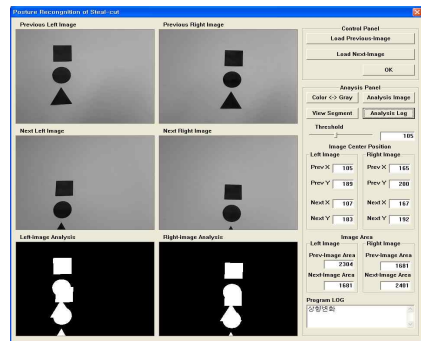 Posture Recongnition of Steal-cut
Previous Left Image
Previous Right Image
Next Left Image
Next Right Image
Left-Image Analysis
Right-Image Analysis
Control Panel
Load Previous-Image
Load Next-Image
OK
Anaysis Panel
Color <-> Gray
Analysis Image
View Segment
Analysis Log
Threshold
105
Image Center Position
Left Image
Right Image
Prev X 105
Prev X 165
Prev Y 189
Prev Y 200
Next X 107
Next X 167
Next Y 183
Next Y 192
Image Area
Left Image
Right Image
Prev-Image Area
Prev-Image Area
2304
1681
Next-Image Area
Next-Image Area
1681
2401
Program LOG
상향변화